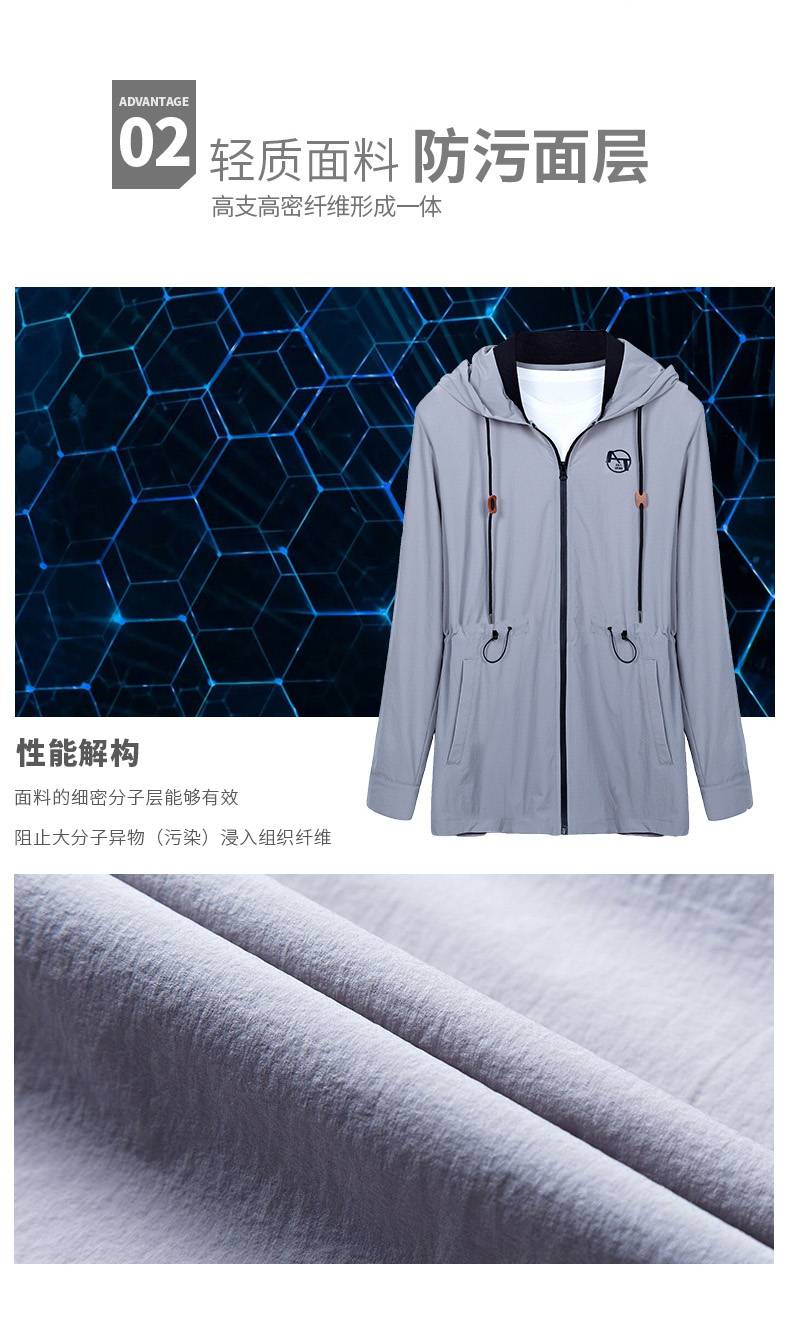 ADVANTAGE
02
轻质面料 防污面层
高支高密纤维形成一体
AT
性能解构
面料的细密分子层能够有效
阻止大分子异物（污染）浸入组织纤维